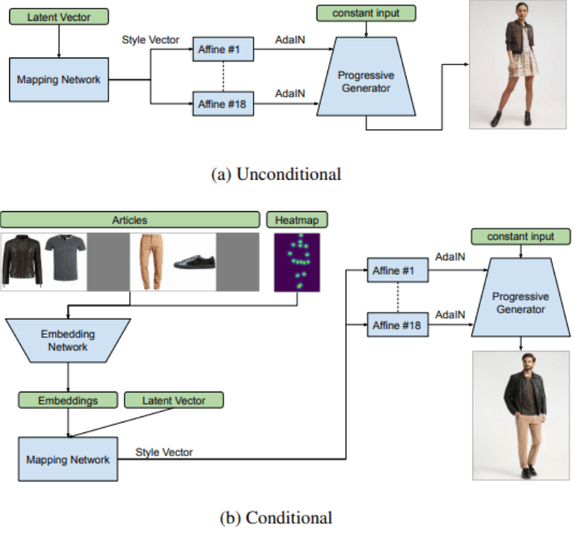 Latent Vector
constant input
Style Vector
Affine #1
AdaIN
Mapping Network
Progressive
Generator
Affine #18
AdaIN
(a) Unconditional
Articles
Heatmap
constant input
Affine #1
AdaIN
Progressive
Generator
Affine #18
AdaIN
Embedding
Network
Embeddings
Latent Vector
Mapping Network
Style Vector
(b) Conditional